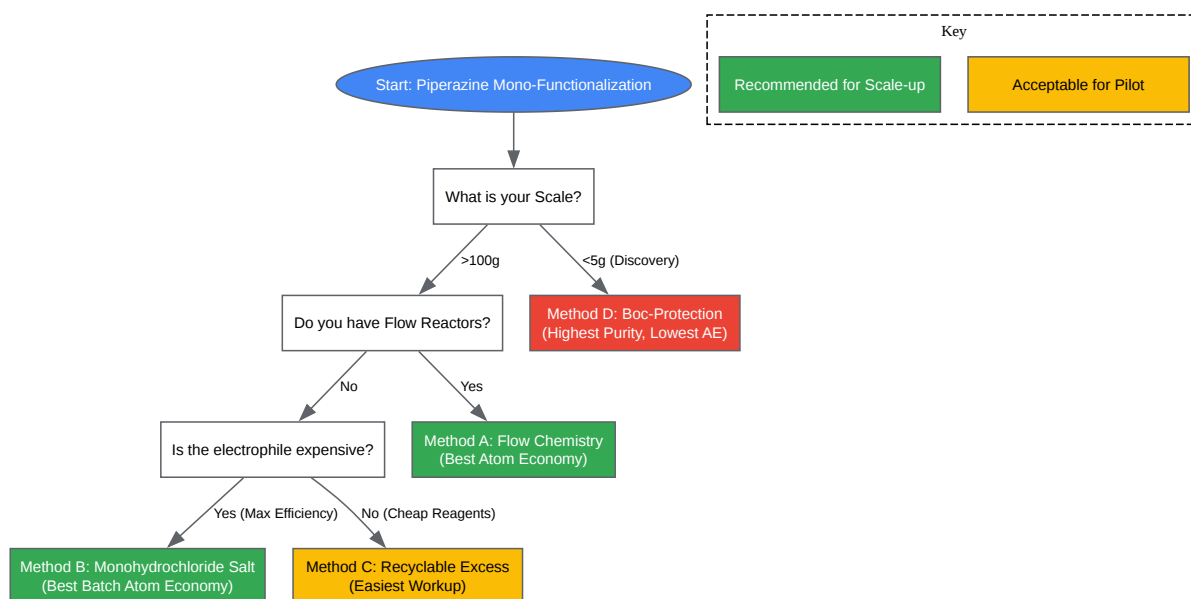 Key
Recommended for Scale-up
Acceptable for Pilot
Start: Piperazine Mono-Functionalization
What is your Scale?
>100g
<5g (Discovery)
Do you have Flow Reactors?
Method D: Boc-Protection
(Highest Purity, Lowest AE)
No
Yes
Is the electrophile expensive?
Method A: Flow Chemistry
(Best Atom Economy)
Yes (Max Efficiency)
No (Cheap Reagents)
Method B: Monohydrochloride Salt
(Best Batch Atom Economy)
Method C: Recyclable Excess
(Easiest Workup)